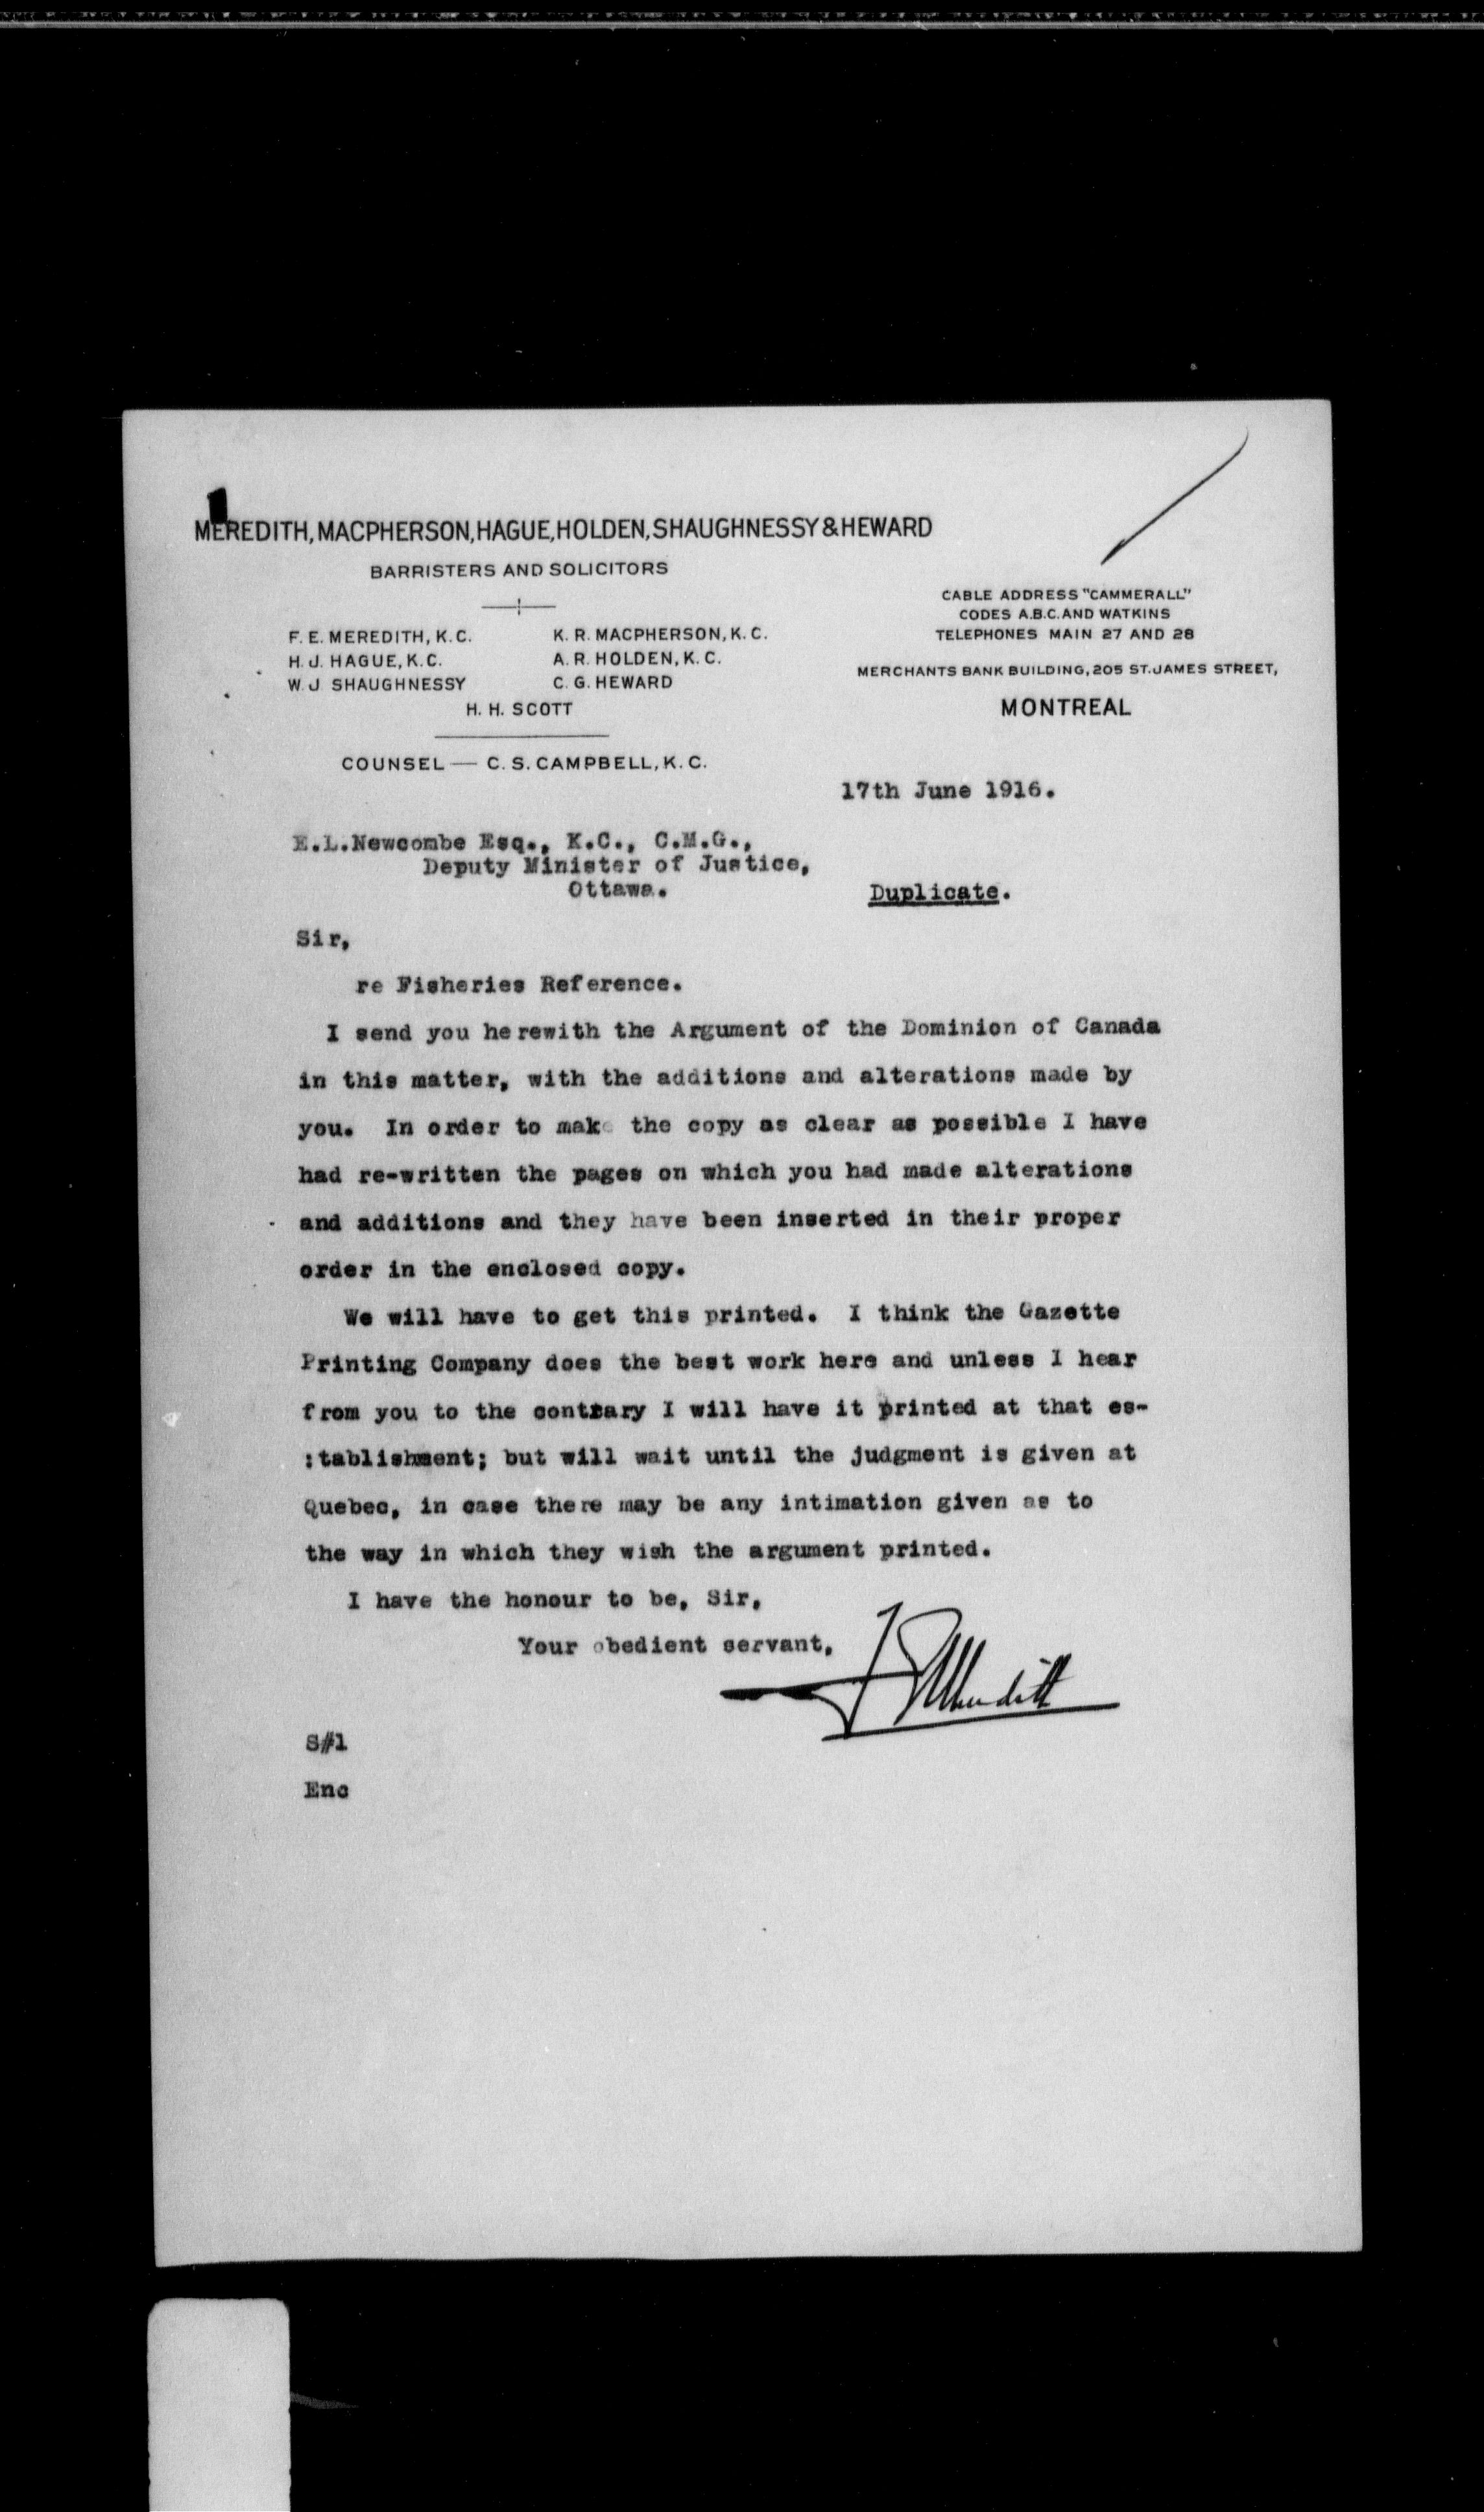 MEREDITH, MACPHERSON, HAGUE, HOLDEN, SHAUGHNESSY & HEWARD
BARRISTERS AND SOLICITORS
F. E. MEREDITH, K.C. K. R. MACPHERSON, K.C.
H. J. HAGUE, K.C. A. R. HOLDEN, K.C.
W. J. SHAUGHNESSY C. G. HEWARD
H. H. SCOTT
COUNSEL — C. S. CAMPBELL, K.C.
CABLE ADDRESS "CAMMERALL"
CODES A.B.C. AND WATKINS
TELEPHONES MAIN 27 AND 28
MERCHANTS BANK BUILDING, 205 ST. JAMES STREET,
MONTREAL
17th June 1916.
E.L.Newcombe Esq., K.C., C.M.G.,
Deputy Minister of Justice,
Ottawa.
Duplicate.
Sir,
re Fisheries Reference.
I send you herewith the Argument of the Dominion of Canada
in this matter, with the additions and alterations made by
you. In order to make the copy as clear as possible I have
had re-written the pages on which you had made alterations
and additions and they have been inserted in their proper
order in the enclosed copy.
We will have to get this printed. I think the Gazette
Printing Company does the best work here and unless I hear
from you to the contrary I will have it printed at that es-
:tablishment; but will wait until the judgment is given at
Quebec, in case there may be any intimation given as to
the way in which they wish the argument printed.
I have the honour to be, Sir,
Your obedient servant,
F E Meredith
S#1
Enc